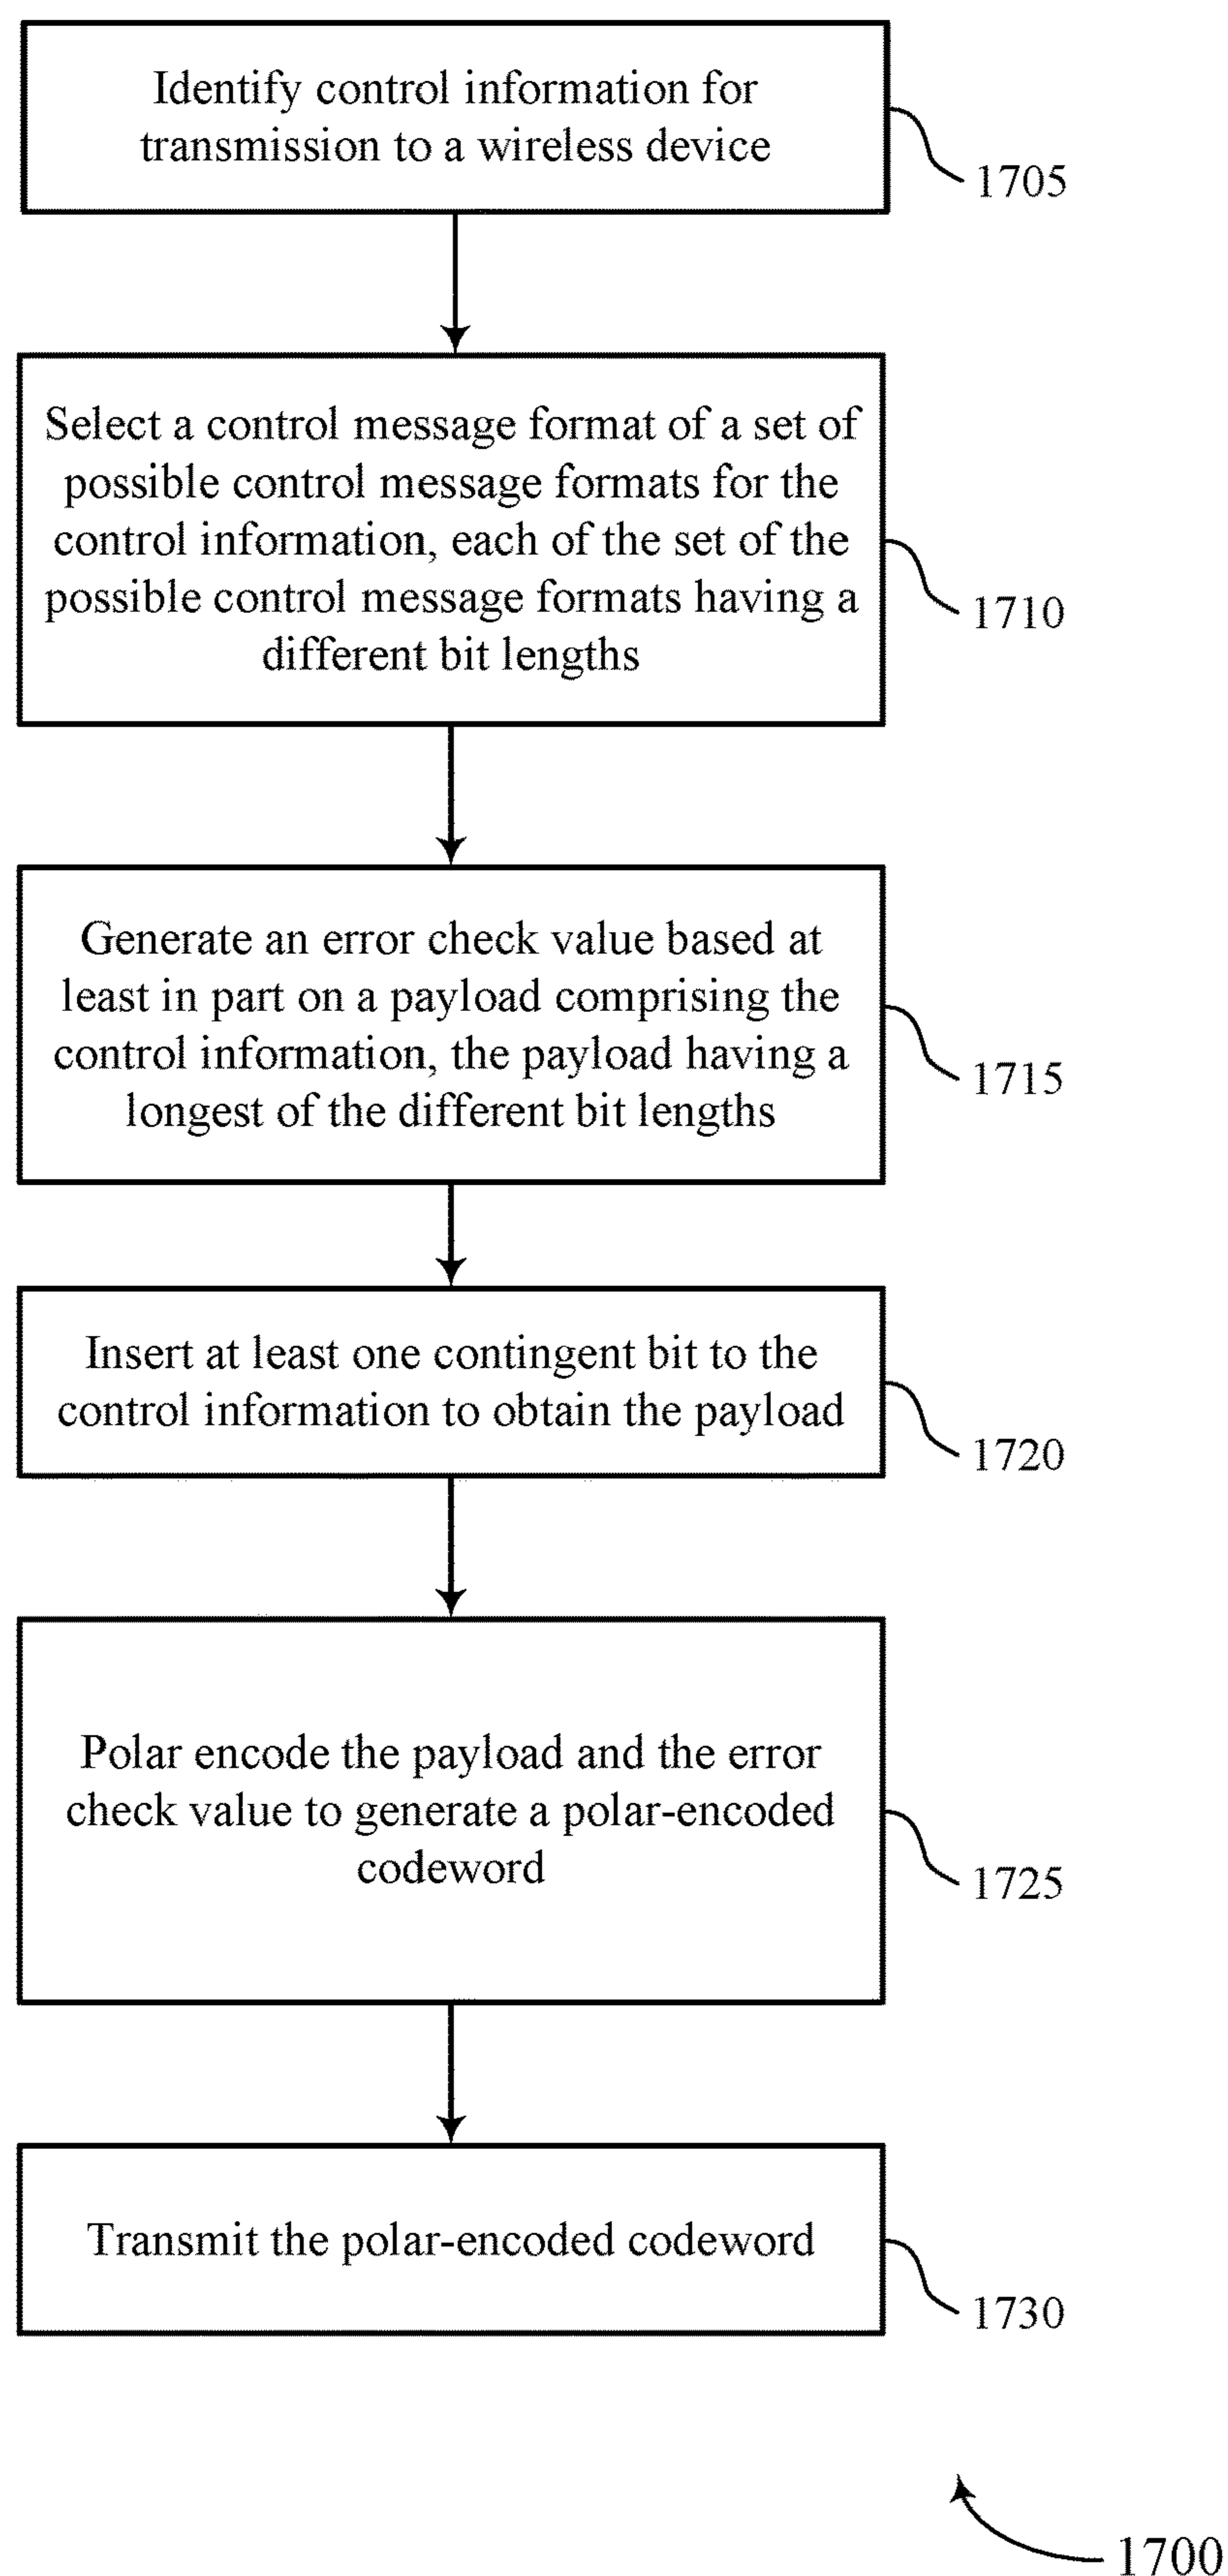 Identify control information for
transmission to a wireless device
1705
Select a control message format of a set of
possible control message formats for the
control information, each of the set of the
possible control message formats having a
different bit lengths
1710
Generate an error check value based at
least in part on a payload comprising the
control information, the payload having a
longest of the different bit lengths
1715
Insert at least one contingent bit to the
control information to obtain the payload
1720
Polar encode the payload and the error
check value to generate a polar-encoded
codeword
1725
Transmit the polar-encoded codeword
1730
1700